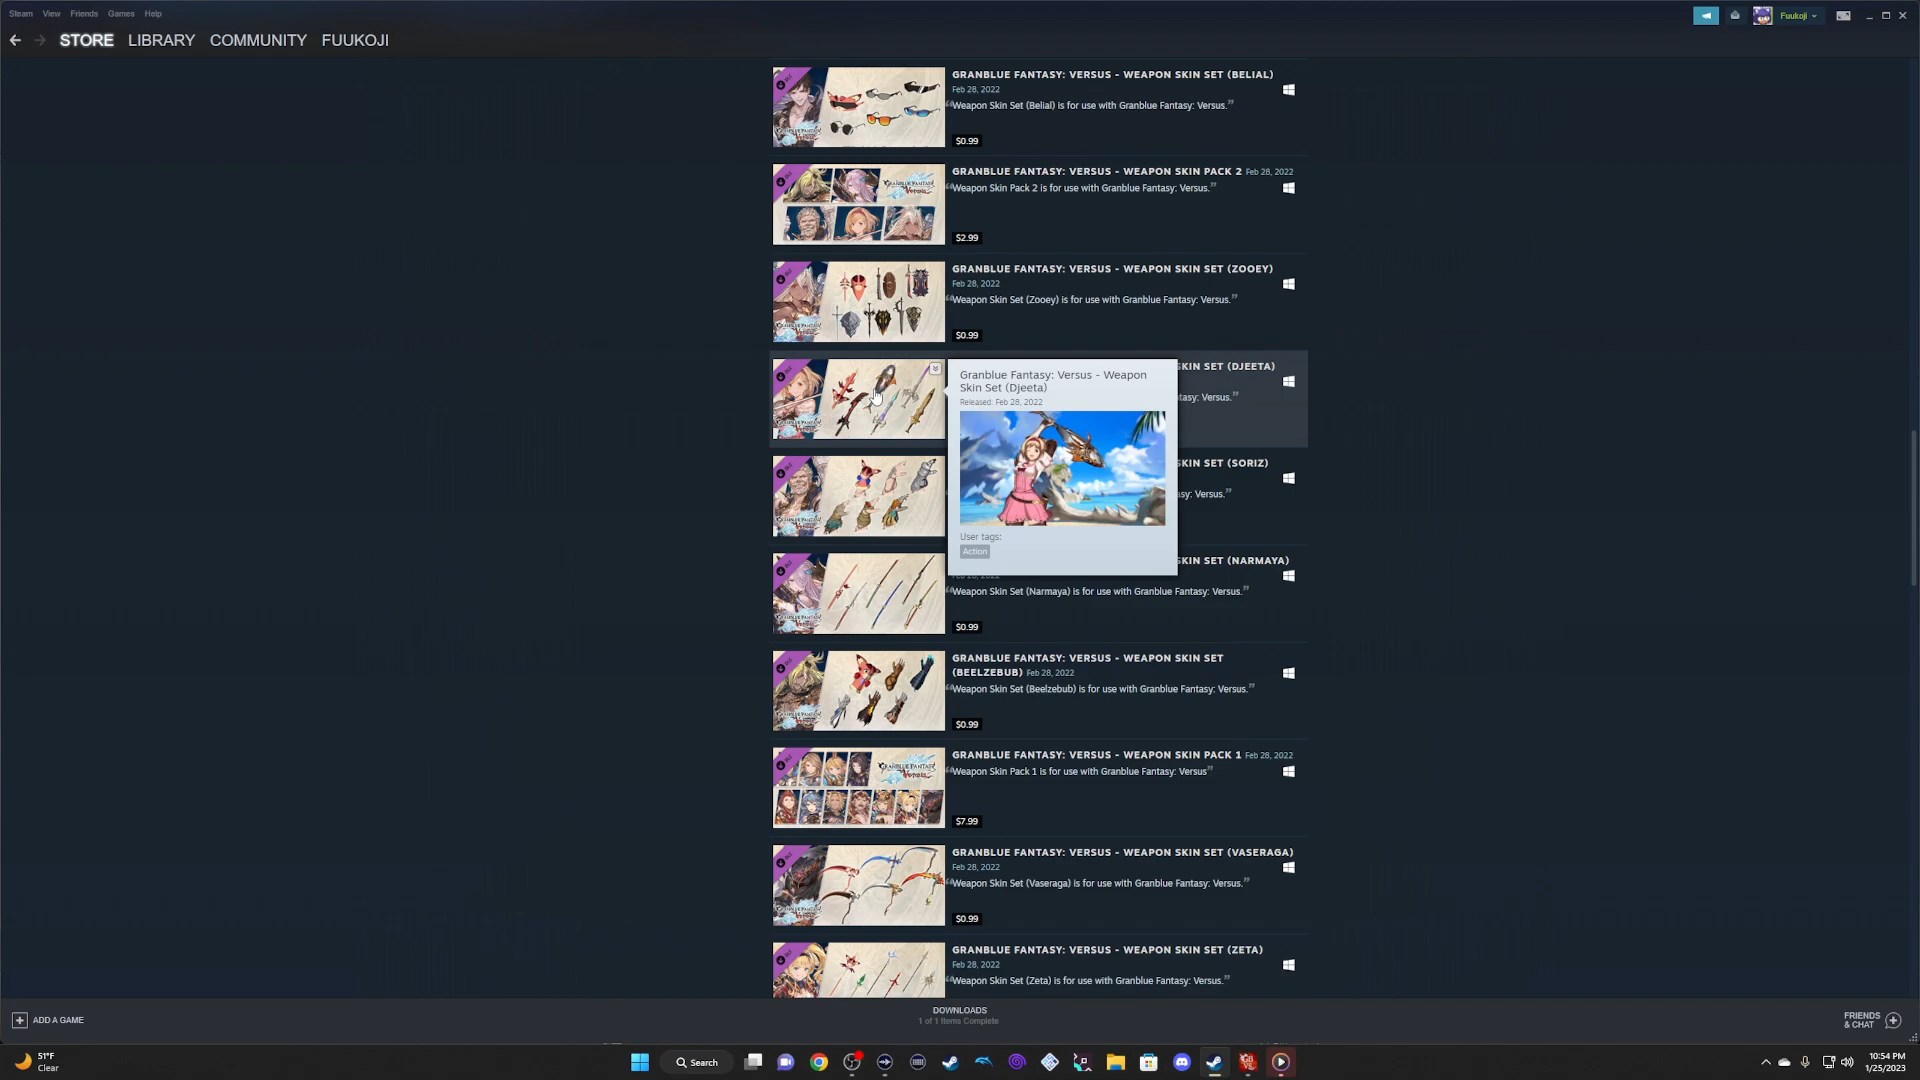 Steam View Friends Games Help
Fuukoji
STORE LIBRARY COMMUNITY FUUKOJI
GRANBLUE FANTASY: VERSUS - WEAPON SKIN SET (BELIAL)
Feb 28, 2022
"Weapon Skin Set (Belial) is for use with Granblue Fantasy: Versus."
$0.99
GRANBLUE FANTASY: VERSUS - WEAPON SKIN PACK 2 Feb 28, 2022
"Weapon Skin Pack 2 is for use with Granblue Fantasy: Versus."
$2.99
GRANBLUE FANTASY: VERSUS - WEAPON SKIN SET (ZOOEY)
Feb 28, 2022
"Weapon Skin Set (Zooey) is for use with Granblue Fantasy: Versus."
$0.99
SKIN SET (DJEETA)
tasy: Versus."
Granblue Fantasy: Versus - Weapon
Skin Set (Djeeta)
Released: Feb 28, 2022
User tags:
Action
SKIN SET (SORIZ)
sy: Versus."
SKIN SET (NARMAYA)
Feb 28, 2022
"Weapon Skin Set (Narmaya) is for use with Granblue Fantasy: Versus."
$0.99
GRANBLUE FANTASY: VERSUS - WEAPON SKIN SET
(BEELZEBUB) Feb 28, 2022
"Weapon Skin Set (Beelzebub) is for use with Granblue Fantasy: Versus."
$0.99
GRANBLUE FANTASY: VERSUS - WEAPON SKIN PACK 1 Feb 28, 2022
"Weapon Skin Pack 1 is for use with Granblue Fantasy: Versus"
$7.99
GRANBLUE FANTASY: VERSUS - WEAPON SKIN SET (VASERAGA)
Feb 28, 2022
"Weapon Skin Set (Vaseraga) is for use with Granblue Fantasy: Versus."
$0.99
GRANBLUE FANTASY: VERSUS - WEAPON SKIN SET (ZETA)
Feb 28, 2022
"Weapon Skin Set (Zeta) is for use with Granblue Fantasy: Versus."
ADD A GAME
DOWNLOADS
1 of 1 Items Complete
FRIENDS
& CHAT
51°F
Clear
Search
10:54 PM
1/25/2023